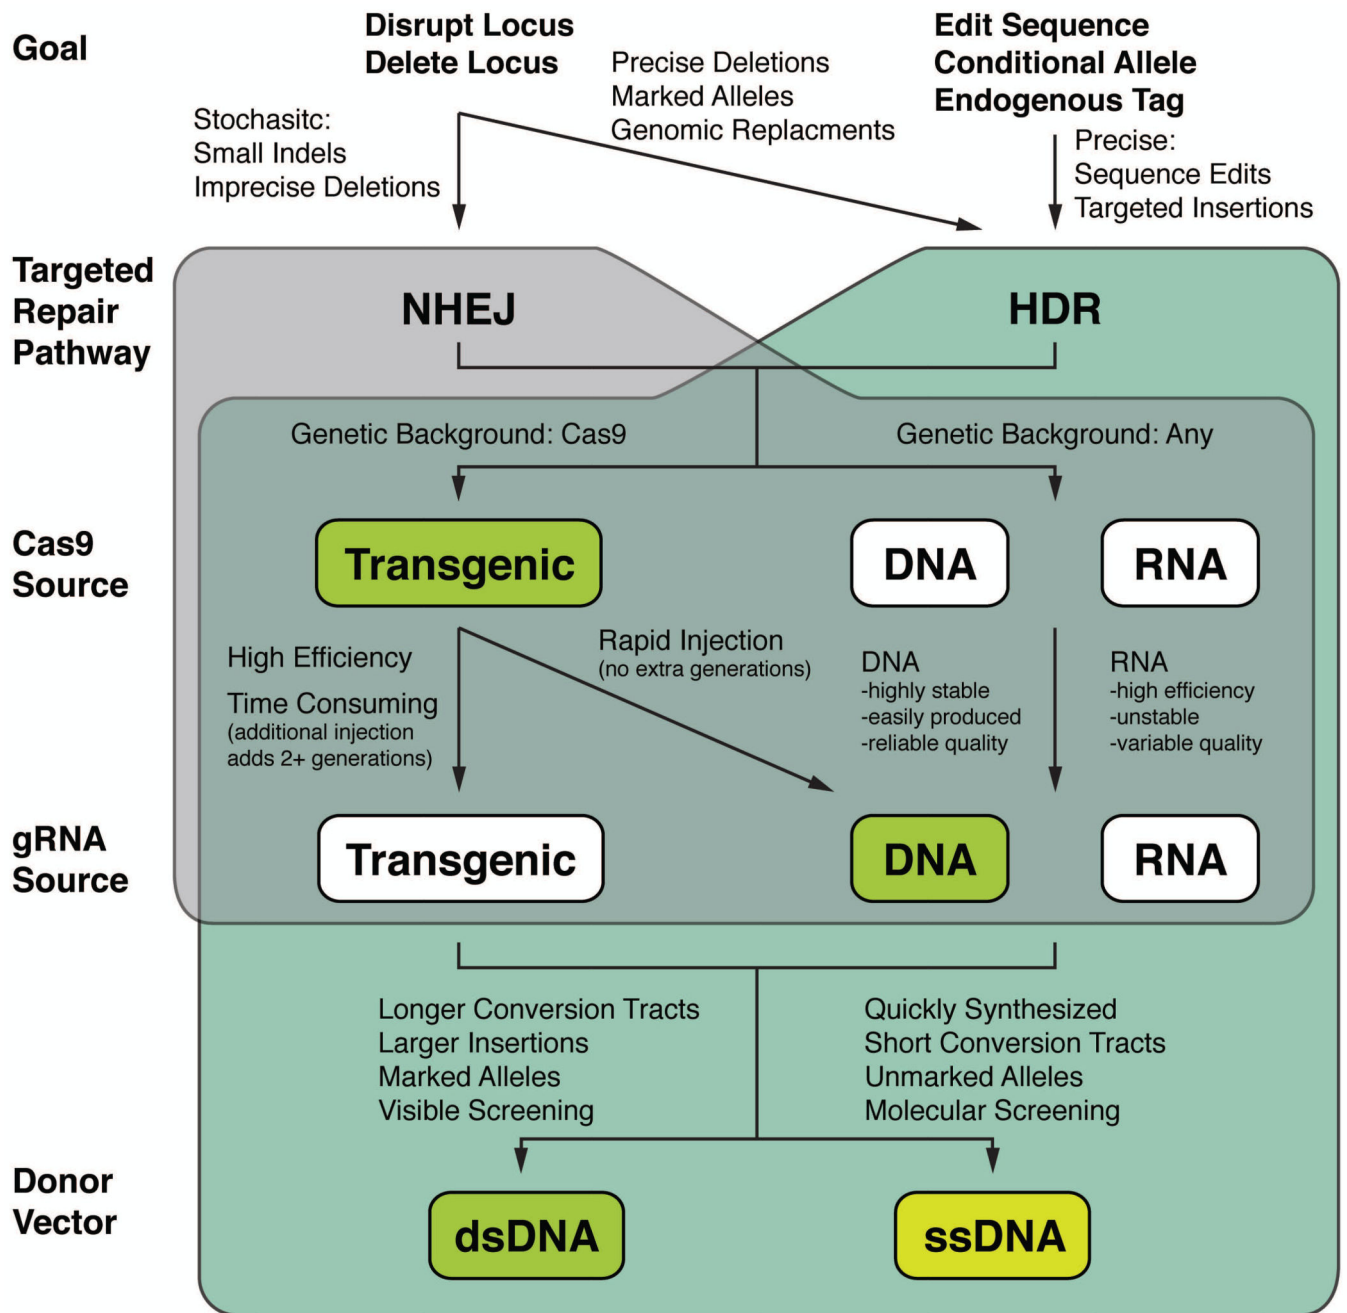 Goal
Disrupt Locus
Delete Locus
Edit Sequence
Conditional Allele
Endogenous Tag
Stochasitc:
Small Indels
Imprecise Deletions
Precise Deletions
Marked Alleles
Genomic Replacments
Precise:
Sequence Edits
Targeted Insertions
Targeted
Repair
Pathway
NHEJ
HDR
Genetic Background: Cas9
Genetic Background: Any
Cas9
Source
Transgenic
DNA
RNA
High Efficiency
Time Consuming
(additional injection
adds 2+ generations)
Rapid Injection
(no extra generations)
DNA
-highly stable
-easily produced
-reliable quality
RNA
-high efficiency
-unstable
-variable quality
gRNA
Source
Transgenic
DNA
RNA
Longer Conversion Tracts
Larger Insertions
Marked Alleles
Visible Screening
Quickly Synthesized
Short Conversion Tracts
Unmarked Alleles
Molecular Screening
Donor
Vector
dsDNA
ssDNA